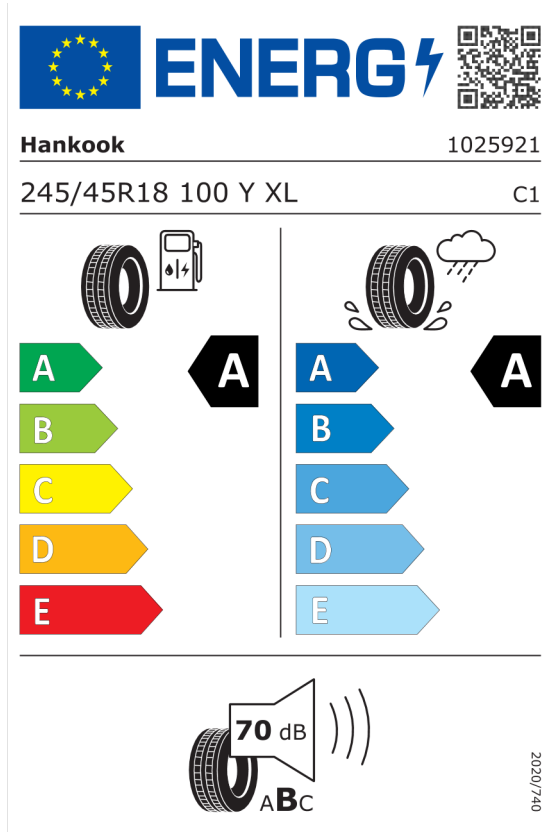 ENERG
Hankook 1025921
245/45R18 100 Y XL C1
A A A A
B B
C C
D D
E E
70 dB
ABC
2020/740